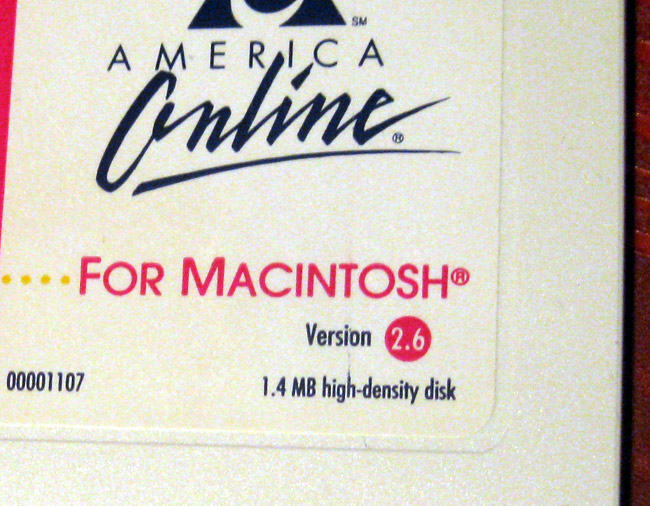 SM
AMERICA
Online®
FOR MACINTOSH®
Version 2.6
00001107
1.4 MB high-density disk